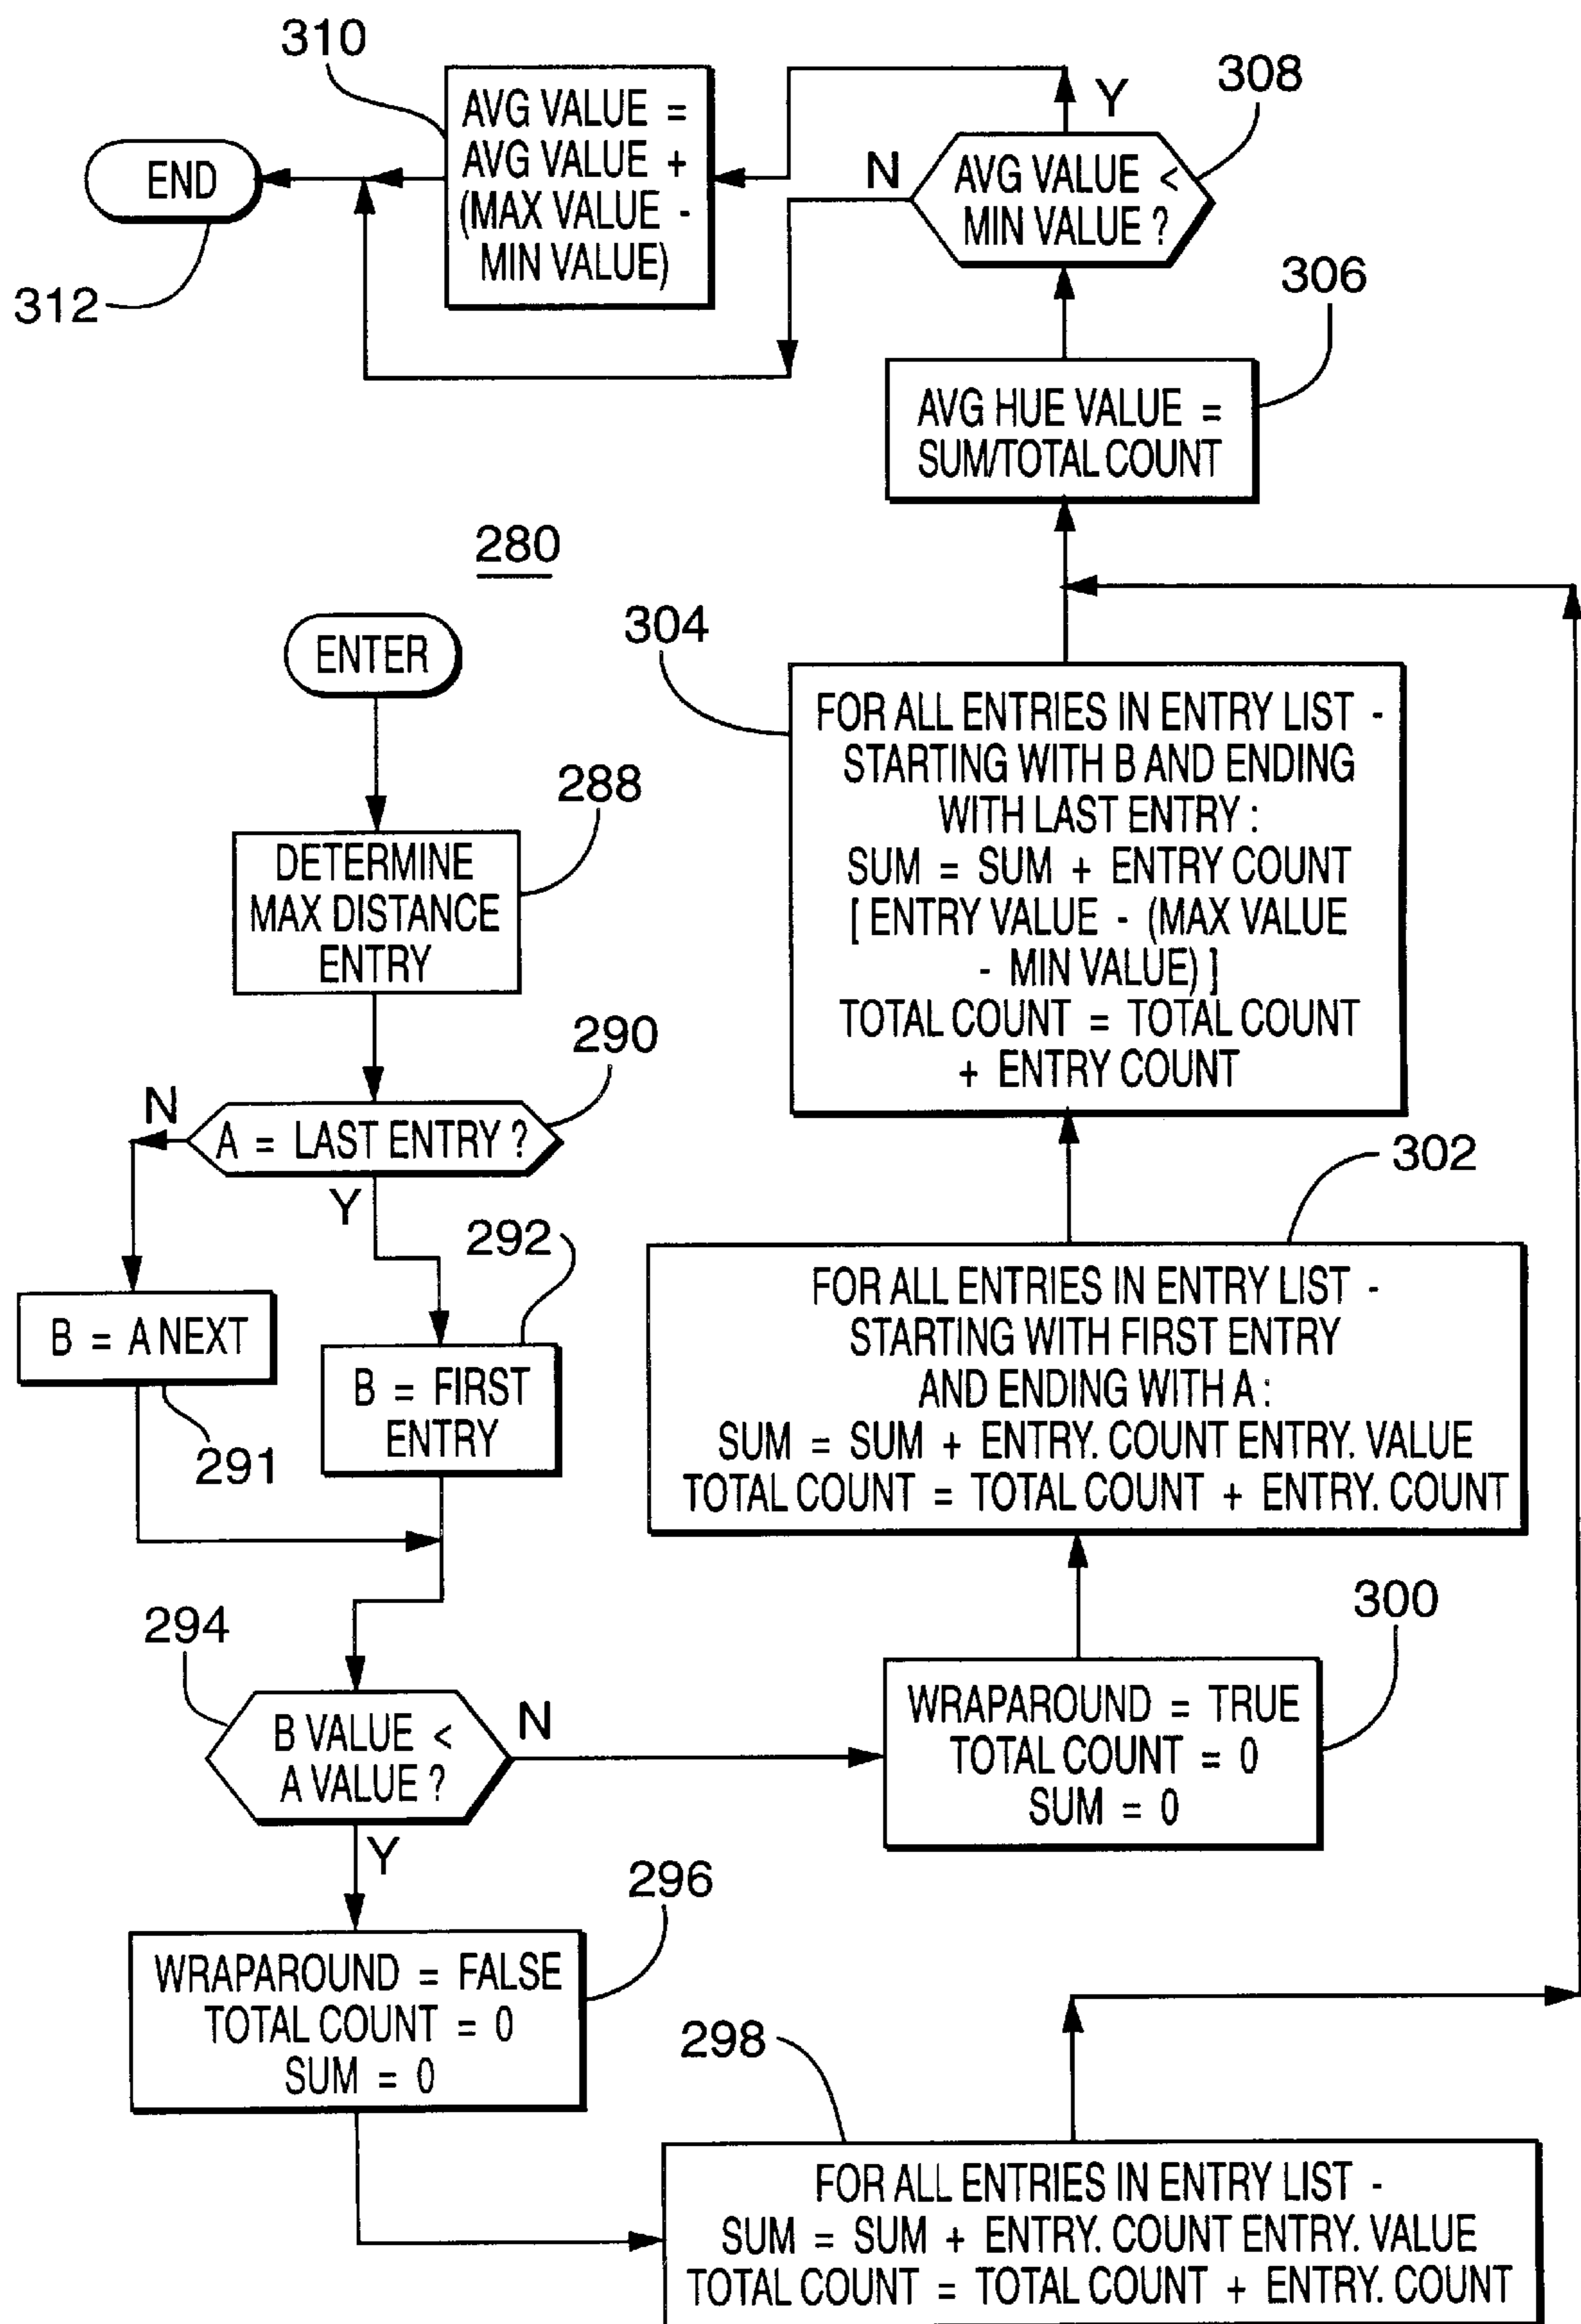 310
AVG VALUE =
AVG VALUE +
(MAX VALUE -
MIN VALUE)
END
312
308
Y
N
AVG VALUE <
MIN VALUE ?
306
AVG HUE VALUE =
SUM/TOTAL COUNT
280
ENTER
304
FOR ALL ENTRIES IN ENTRY LIST -
STARTING WITH B AND ENDING
WITH LAST ENTRY :
SUM = SUM + ENTRY COUNT
[ ENTRY VALUE - (MAX VALUE
- MIN VALUE) ]
TOTAL COUNT = TOTAL COUNT
+ ENTRY COUNT
288
DETERMINE
MAX DISTANCE
ENTRY
290
N
A = LAST ENTRY ?
Y
292
B = A NEXT
291
B = FIRST
ENTRY
302
FOR ALL ENTRIES IN ENTRY LIST -
STARTING WITH FIRST ENTRY
AND ENDING WITH A :
SUM = SUM + ENTRY. COUNT ENTRY. VALUE
TOTAL COUNT = TOTAL COUNT + ENTRY. COUNT
294
B VALUE <
A VALUE ?
N
Y
300
WRAPAROUND = TRUE
TOTAL COUNT = 0
SUM = 0
296
WRAPAROUND = FALSE
TOTAL COUNT = 0
SUM = 0
298
FOR ALL ENTRIES IN ENTRY LIST -
SUM = SUM + ENTRY. COUNT ENTRY. VALUE
TOTAL COUNT = TOTAL COUNT + ENTRY. COUNT